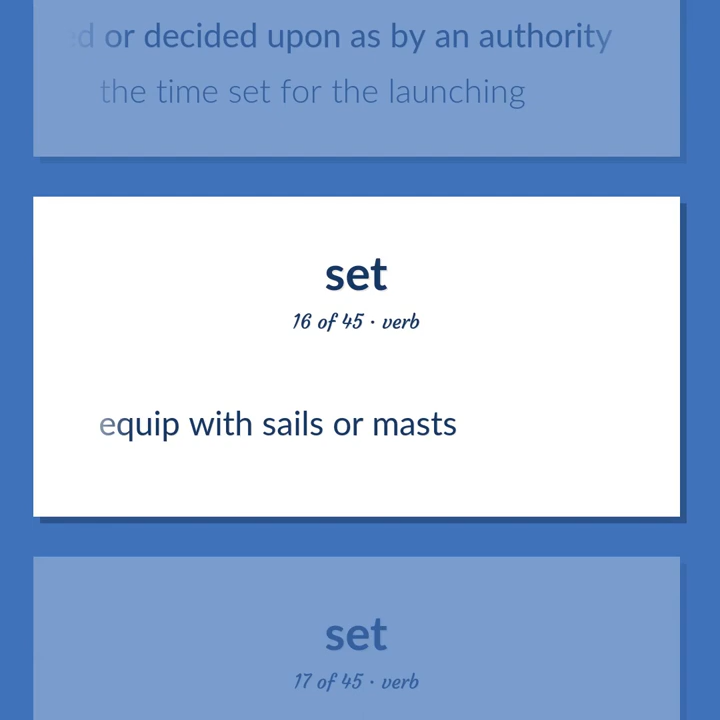 or decided upon as by an authority
the time set for the launching
set
16 of 45 · verb
equip with sails or masts
set
17 of 45 · verb